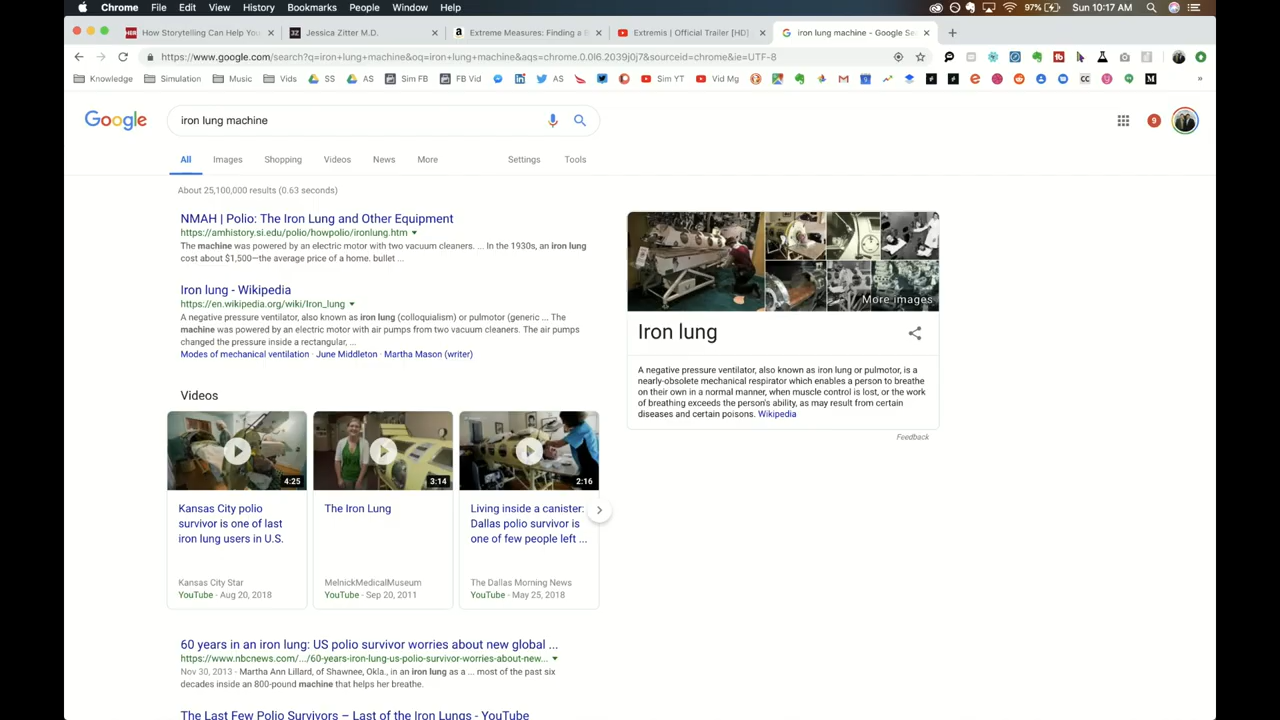 Chrome File Edit View History Bookmarks People Window Help 97% Sun 10:17 AM
How Storytelling Can Help You Jessica Zitter M.D. Extreme Measures: Finding a B Extremis | Official Trailer [HD] iron lung machine - Google Se
https://www.google.com/search?q=iron+lung+machine&oq=iron+lung+machine&aqs=chrome.0.0l6.2039j0j7&sourceid=chrome&ie=UTF-8
Knowledge Simulation Music Vids SS AS Sim FB FB Vid AS Sim YT Vid Mg
Google iron lung machine 9
All Images Shopping Videos News More Settings Tools
About 25,100,000 results (0.63 seconds)
NMAH | Polio: The Iron Lung and Other Equipment
https://amhistory.si.edu/polio/howpolio/ironlung.htm
The machine was powered by an electric motor with two vacuum cleaners. ... In the 1930s, an iron lung
cost about $1,500—the average price of a home. bullet ...
Iron lung - Wikipedia
https://en.wikipedia.org/wiki/Iron_lung
A negative pressure ventilator, also known as iron lung (colloquialism) or pulmotor (generic ... The
machine was powered by an electric motor with air pumps from two vacuum cleaners. The air pumps
changed the pressure inside a rectangular, ...
Modes of mechanical ventilation · June Middleton · Martha Mason (writer)
Videos
4:25
Kansas City polio
survivor is one of last
iron lung users in U.S.
Kansas City Star
YouTube - Aug 20, 2018
3:14
The Iron Lung
MelnickMedicalMuseum
YouTube - Sep 20, 2011
2:16
Living inside a canister:
Dallas polio survivor is
one of few people left ...
The Dallas Morning News
YouTube - May 25, 2018
60 years in an iron lung: US polio survivor worries about new global ...
https://www.nbcnews.com/.../60-years-iron-lung-us-polio-survivor-worries-about-new...
Nov 30, 2013 - Martha Ann Lillard, of Shawnee, Okla., in an iron lung as a ... most of the past six
decades inside an 800-pound machine that helps her breathe.
The Last Few Polio Survivors – Last of the Iron Lungs - YouTube
More images
Iron lung
A negative pressure ventilator, also known as iron lung or pulmotor, is a
nearly-obsolete mechanical respirator which enables a person to breathe
on their own in a normal manner, when muscle control is lost, or the work
of breathing exceeds the person's ability, as may result from certain
diseases and certain poisons. Wikipedia
Feedback